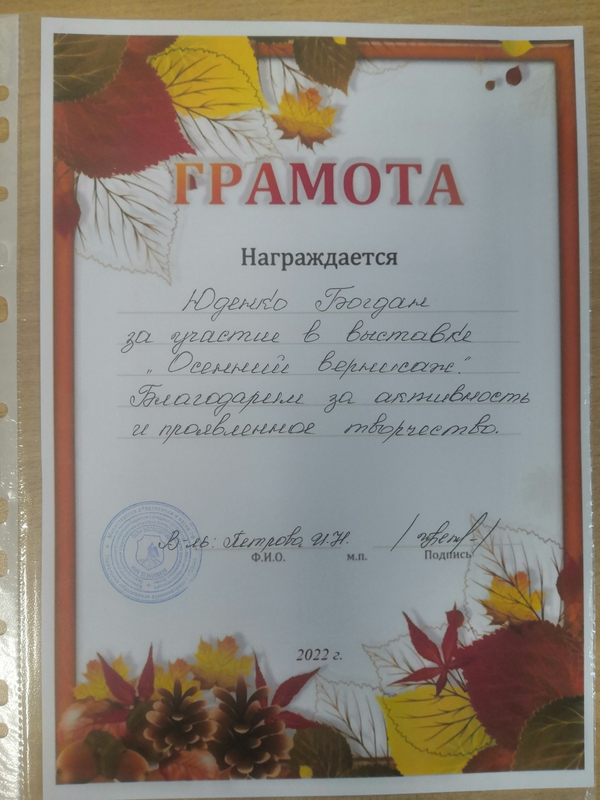 ГРАМОТА
Награждается
Юденко Богдан
за участие в выставке
„Осенний вернисаж."
Благодарим за активность
и проявленное творчество.
В-ль: Петрова И.Н.
Ф.И.О. м.п. Подпись
2022 г.